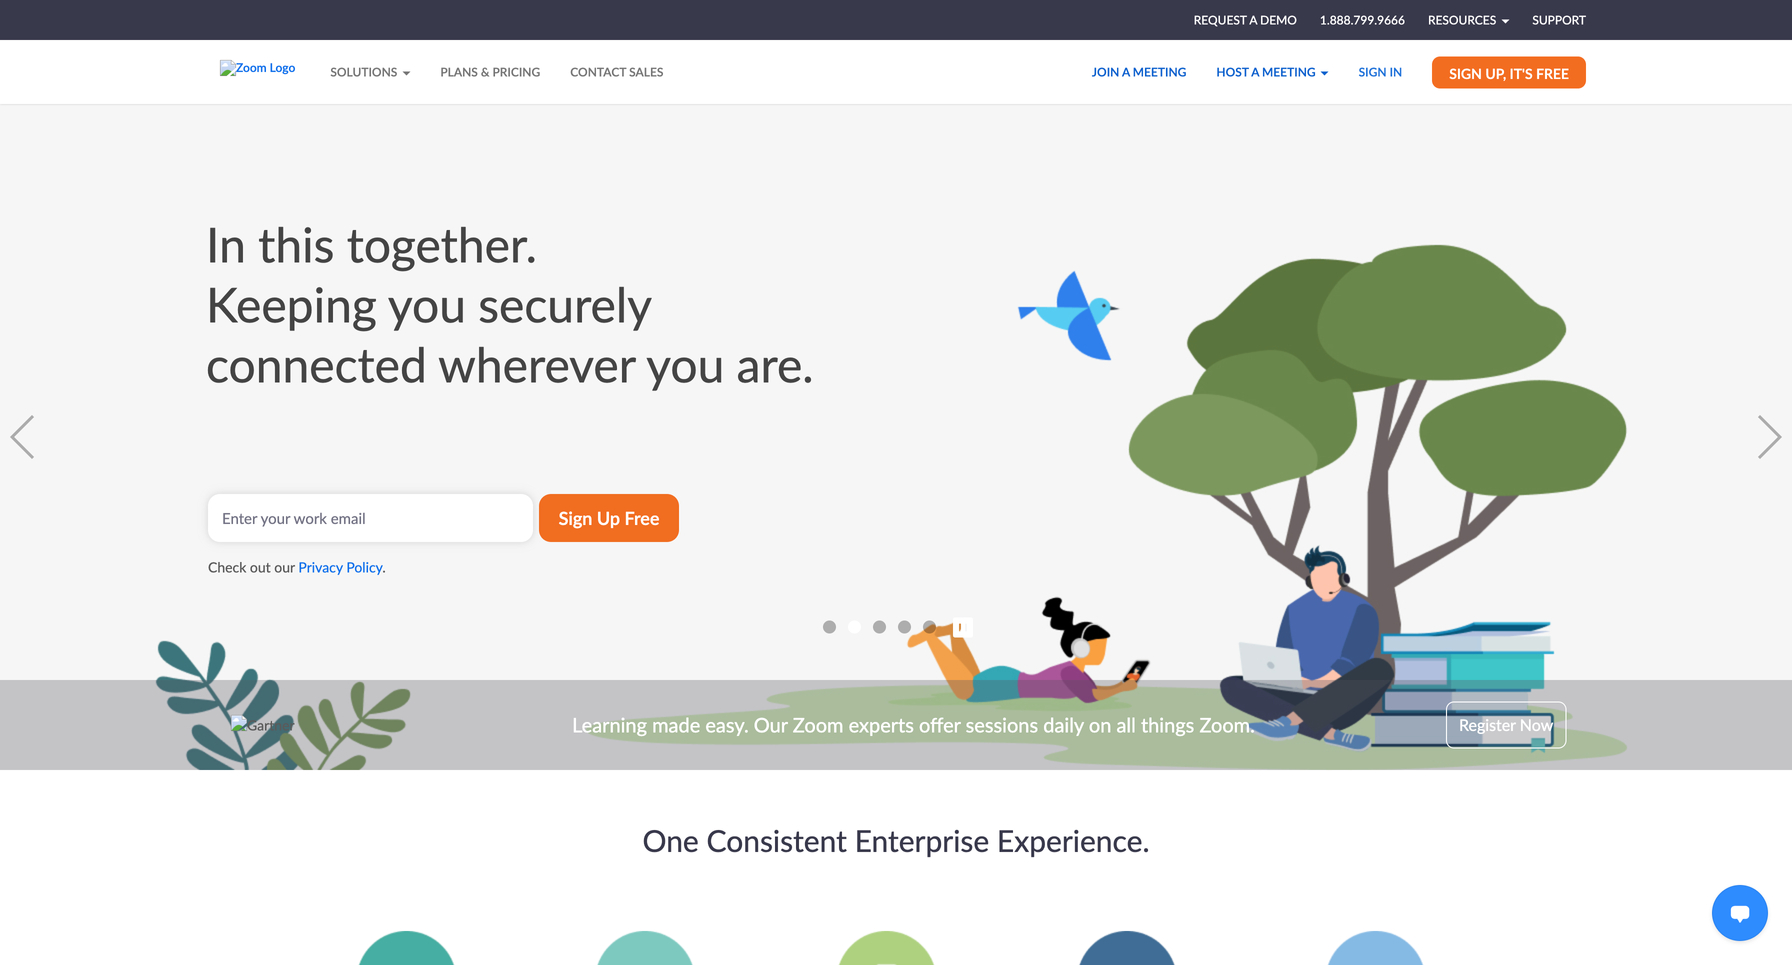 REQUEST A DEMO 1.888.799.9666 RESOURCES SUPPORT
Zoom Logo SOLUTIONS PLANS & PRICING CONTACT SALES JOIN A MEETING HOST A MEETING SIGN IN SIGN UP, IT'S FREE
In this together.
Keeping you securely
connected wherever you are.
Enter your work email Sign Up Free
Check out our Privacy Policy.
Learning made easy. Our Zoom experts offer sessions daily on all things Zoom. Register Now
One Consistent Enterprise Experience.